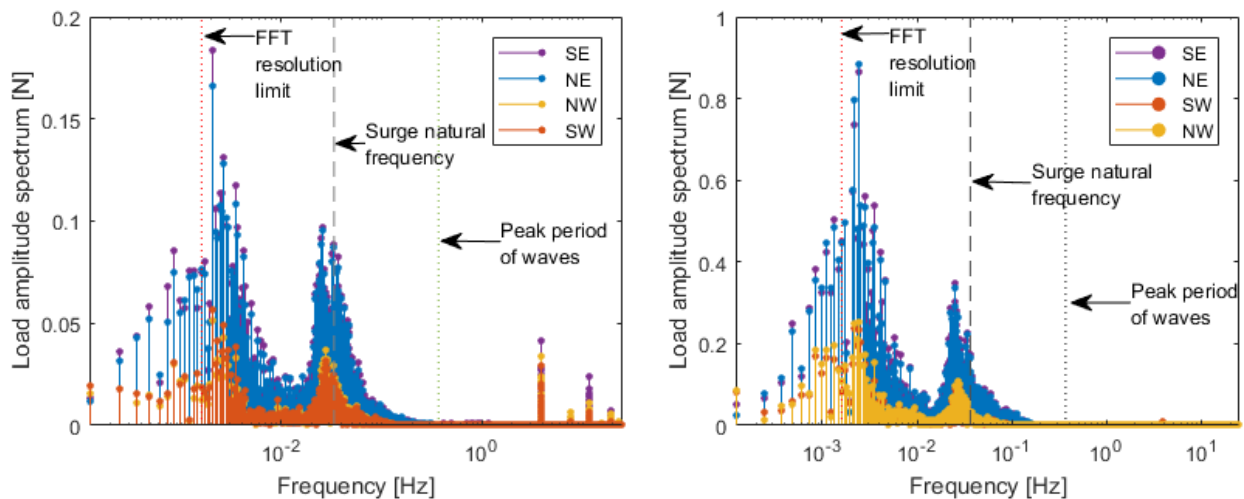 0.2
0.15
0.1
0.05
0
Load amplitude spectrum [N]
FFT
resolution
limit
Surge natural
frequency
Peak period
of waves
SE
NE
NW
SW
10^-2
10^0
Frequency [Hz]
1
0.8
0.6
0.4
0.2
0
Load amplitude spectrum [N]
FFT
resolution
limit
Surge natural
frequency
Peak period
of waves
SE
NE
SW
NW
10^-3
10^-2
10^-1
10^0
10^1
Frequency [Hz]